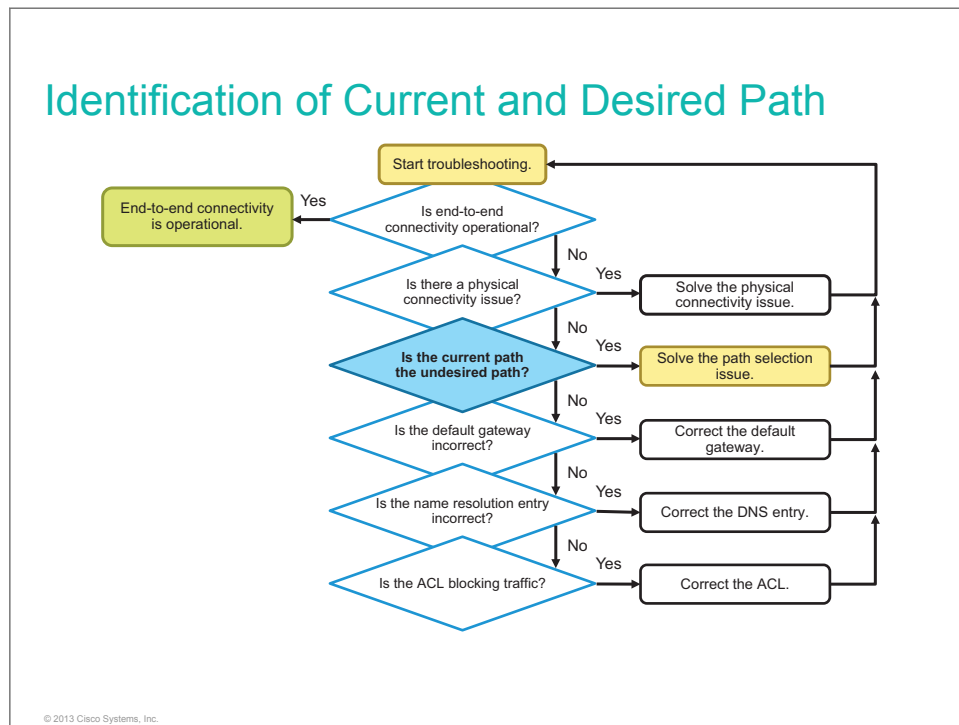 Identification of Current and Desired Path
Start troubleshooting.
End-to-end connectivity
is operational.
Yes
Is end-to-end
connectivity operational?
No
Is there a physical
connectivity issue?
Yes
Solve the physical
connectivity issue.
No
Is the current path
the undesired path?
Yes
Solve the path selection
issue.
No
Is the default gateway
incorrect?
Yes
Correct the default
gateway.
No
Is the name resolution entry
incorrect?
Yes
Correct the DNS entry.
No
Is the ACL blocking traffic?
Yes
Correct the ACL.
© 2013 Cisco Systems, Inc.